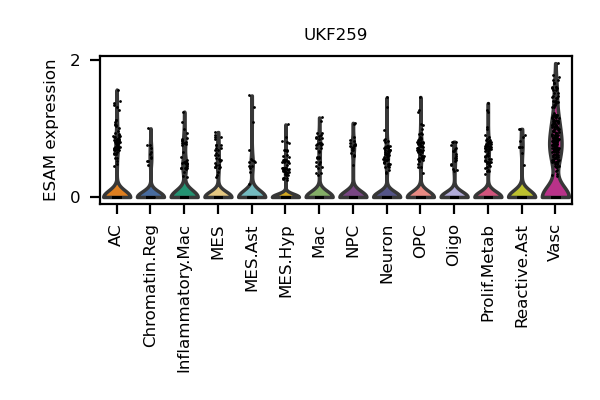 UKF259
ESAM expression
2
0
AC
Chromatin.Reg
Inflammatory.Mac
MES
MES.Ast
MES.Hyp
Mac
NPC
Neuron
OPC
Oligo
Prolif.Metab
Reactive.Ast
Vasc